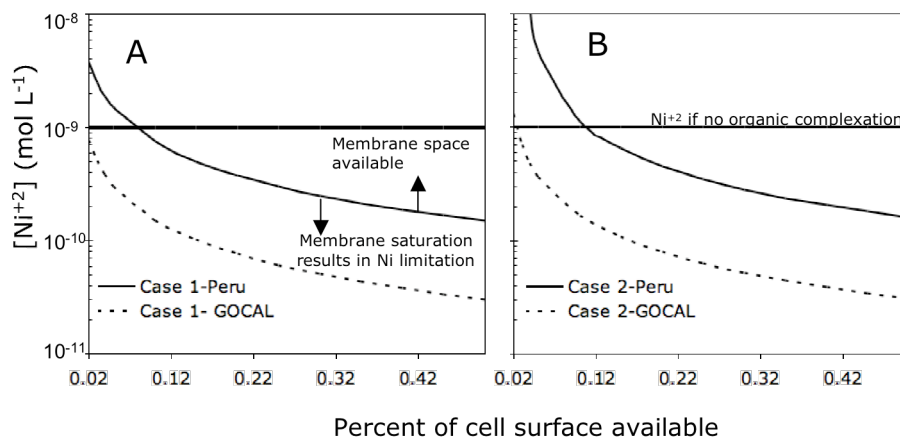 10⁻⁸
A
B
10⁻⁹
Ni⁺² if no organic complexation
Membrane space
available
[Ni⁺²] (mol L⁻¹)
10⁻¹⁰
Membrane saturation
results in Ni limitation
Case 1-Peru
Case 1- GOCAL
Case 2-Peru
Case 2-GOCAL
10⁻¹¹
0.02 0.12 0.22 0.32 0.42
0.02 0.12 0.22 0.32 0.42
Percent of cell surface available